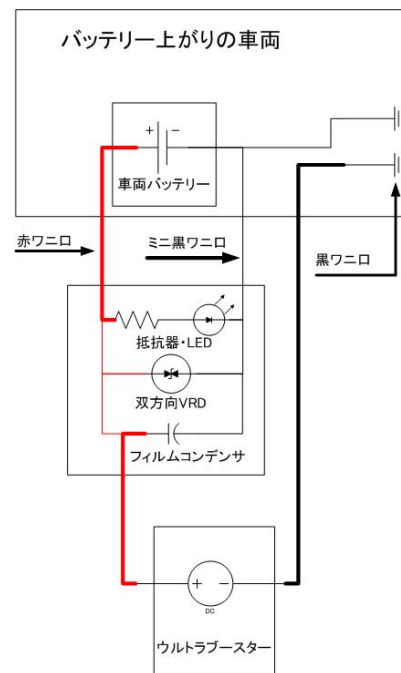 バッテリー上がりの車両
+ −
車両バッテリー
赤ワニ口
ミニ黒ワニ口
黒ワニ口
抵抗器・LED
双方向VRD
フィルムコンデンサ
+ −
DC
ウルトラブースター